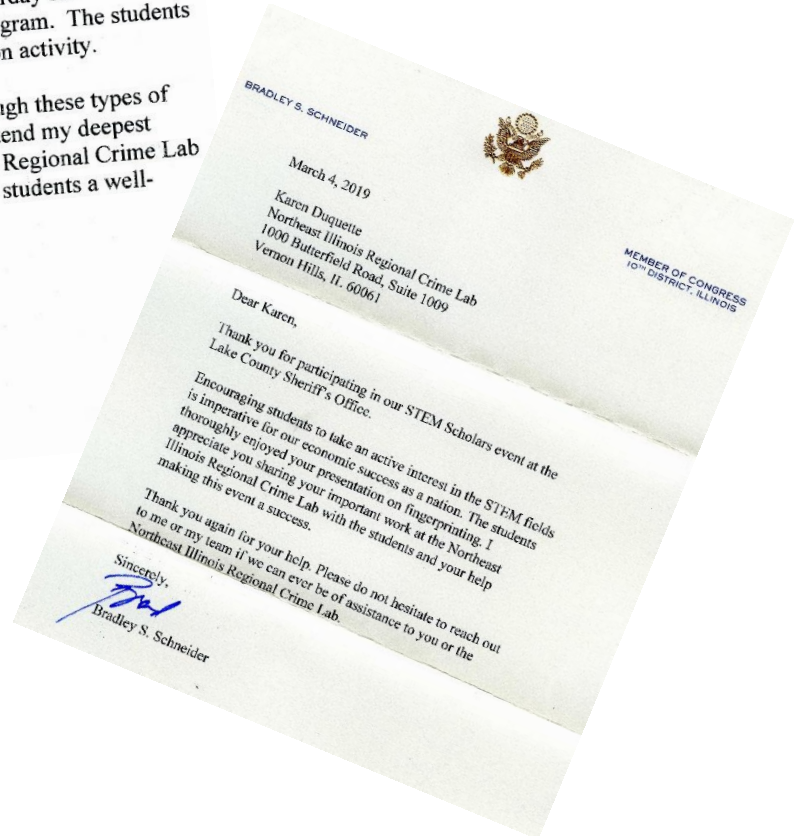 gram. The students
n activity.
these types of
end my deepest
Regional Crime Lab
students a well-
BRADLEY S. SCHNEIDER
MEMBER OF CONGRESS
10TH DISTRICT, ILLINOIS
March 4, 2019
Karen Duquette
Northeast Illinois Regional Crime Lab
1000 Butterfield Road, Suite 1009
Vernon Hills, IL 60061
Dear Karen,
Thank you for participating in our STEM Scholars event at the
Lake County Sheriff's Office.
Encouraging students to take an active interest in the STEM fields
is imperative for our economic success as a nation. The students
thoroughly enjoyed your presentation on fingerprinting. I
appreciate you sharing your important work at the Northeast
Illinois Regional Crime Lab with the students and your help
making this event a success.
Thank you again for your help. Please do not hesitate to reach out
to me or my team if we can ever be of assistance to you or the
Northeast Illinois Regional Crime Lab.
Sincerely,
Brad
Bradley S. Schneider